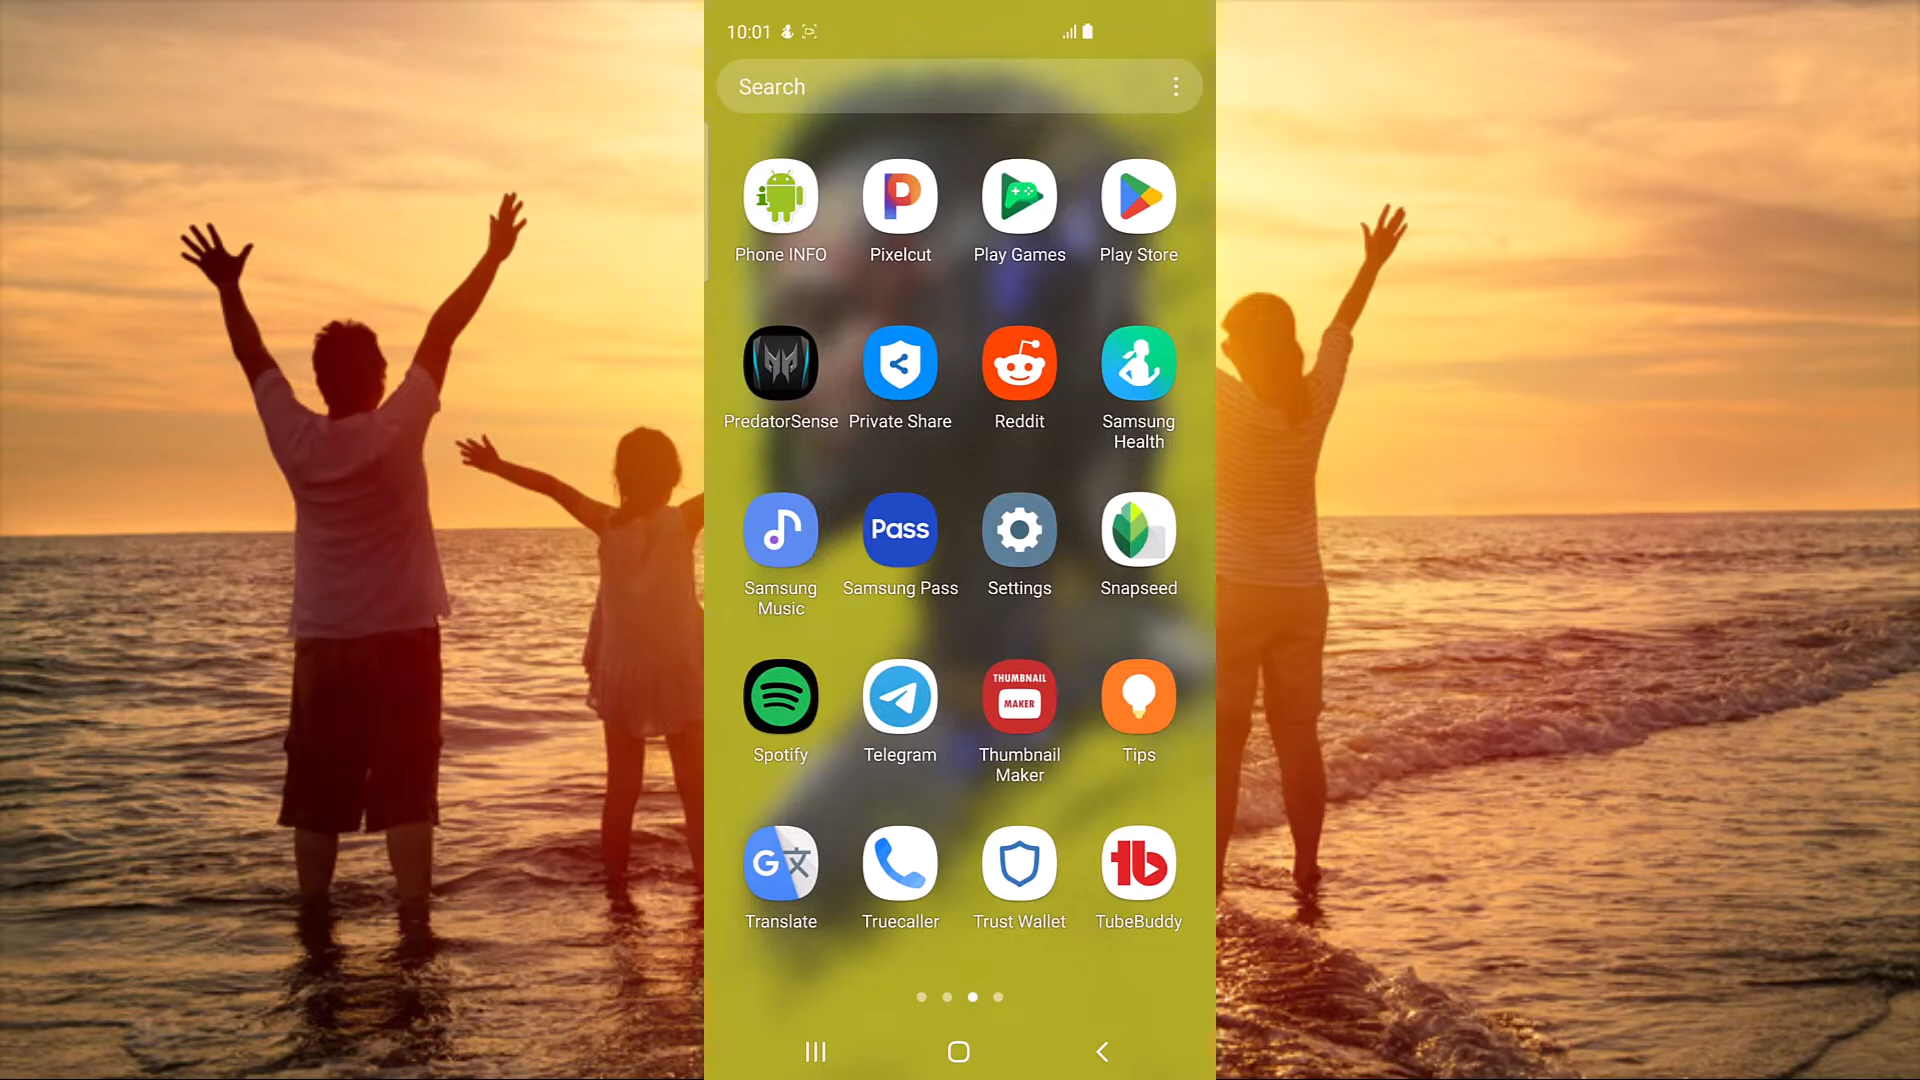 10:01
Search
Phone INFO
Pixelcut
Play Games
Play Store
PredatorSense
Private Share
Reddit
Samsung
Health
Pass
Samsung
Music
Samsung Pass
Settings
Snapseed
THUMBNAIL
MAKER
Spotify
Telegram
Thumbnail
Maker
Tips
G文
Translate
Truecaller
Trust Wallet
TubeBuddy